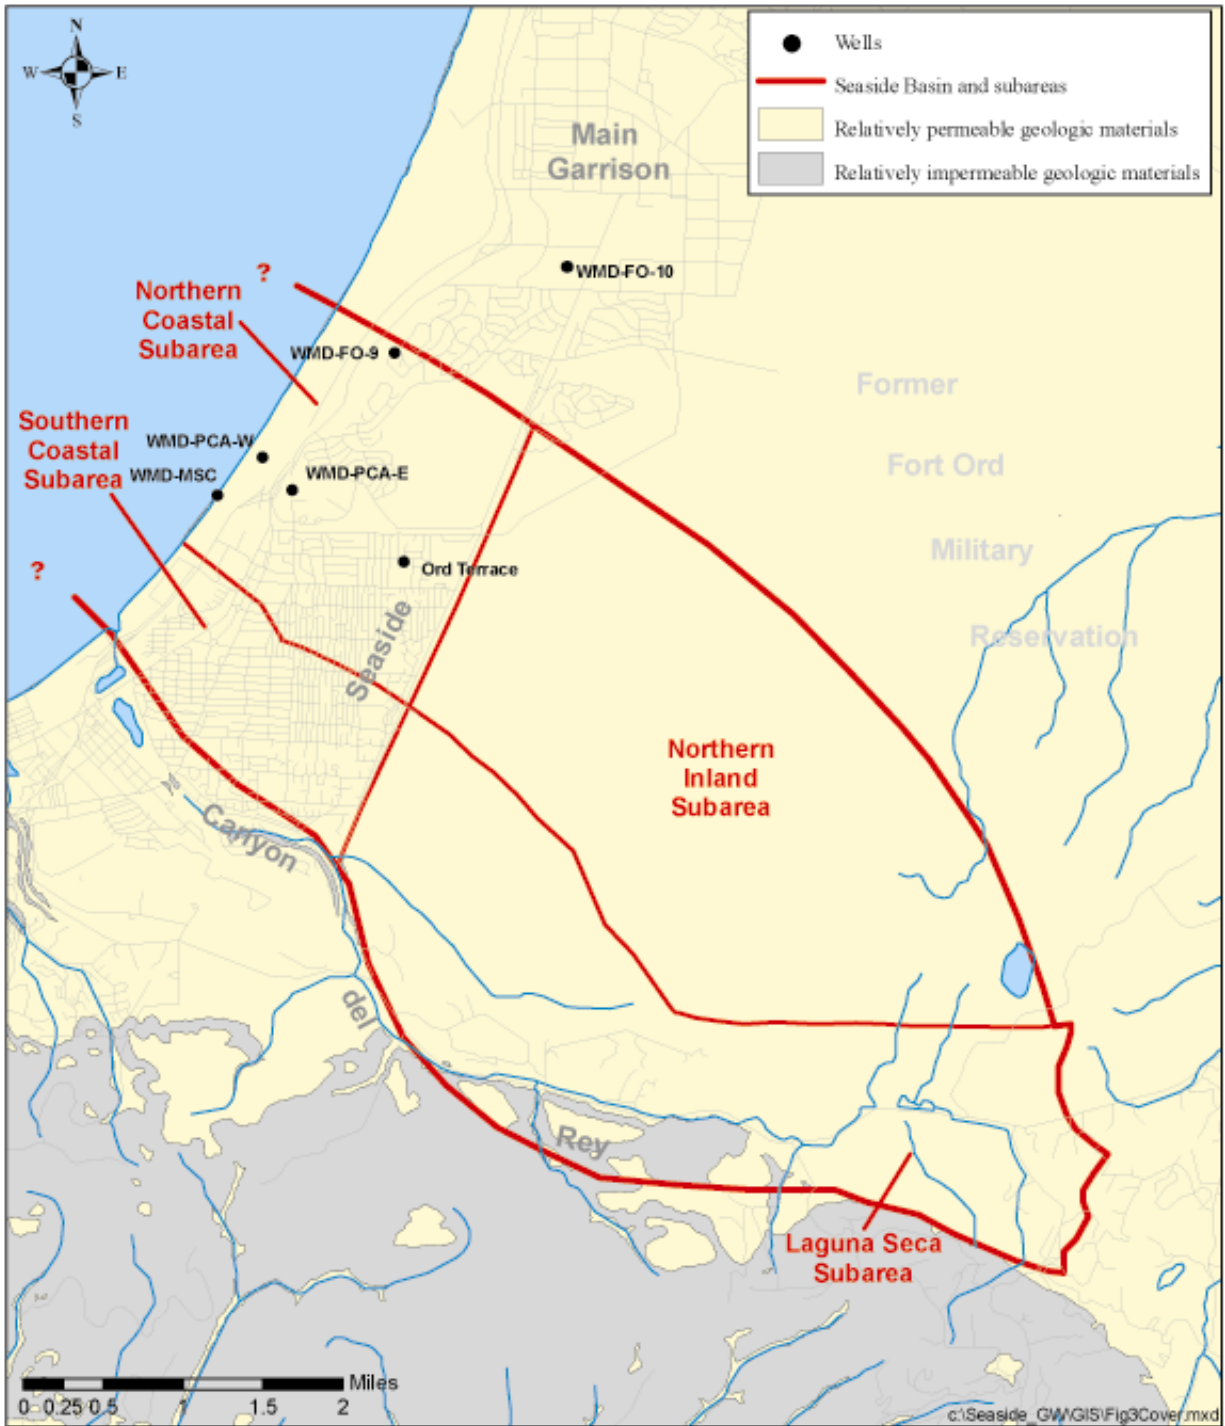 N
W E
S
Wells
Seaside Basin and subareas
Relatively permeable geologic materials
Relatively impermeable geologic materials
Main
Garrison
WMD-FO-10
?
Northern
Coastal
Subarea
WMD-FO-9
Former
Fort Ord
Military
Reservation
Southern
Coastal
Subarea
WMD-PCA-W
WMD-MSC
WMD-PCA-E
?
Ord Terrace
Seaside
Northern
Inland
Subarea
Canyon
del
Rey
Laguna Seca
Subarea
Miles
0 0.25 0.5 1 1.5 2
c:\Seaside_GW\GIS\Fig3Cover.mxd